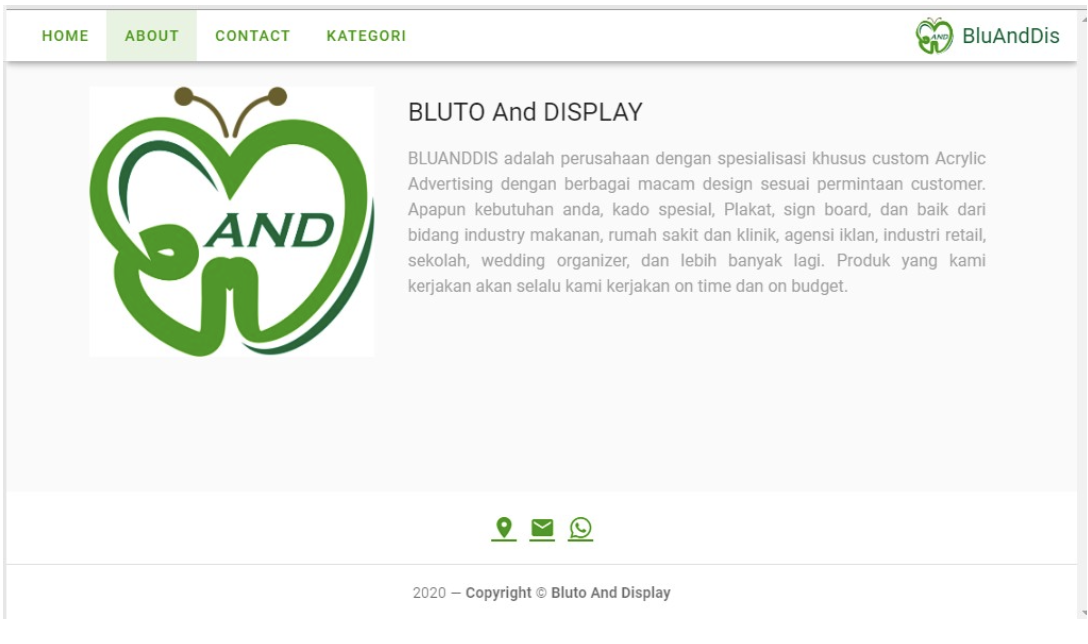 HOME ABOUT CONTACT KATEGORI AND BluAndDis
AND
BLUTO And DISPLAY
BLUANDDIS adalah perusahaan dengan spesialisasi khusus custom Acrylic
Advertising dengan berbagai macam design sesuai permintaan customer.
Apapun kebutuhan anda, kado spesial, Plakat, sign board, dan baik dari
bidang industry makanan, rumah sakit dan klinik, agensi iklan, industri retail,
sekolah, wedding organizer, dan lebih banyak lagi. Produk yang kami
kerjakan akan selalu kami kerjakan on time dan on budget.
2020 — Copyright © Bluto And Display